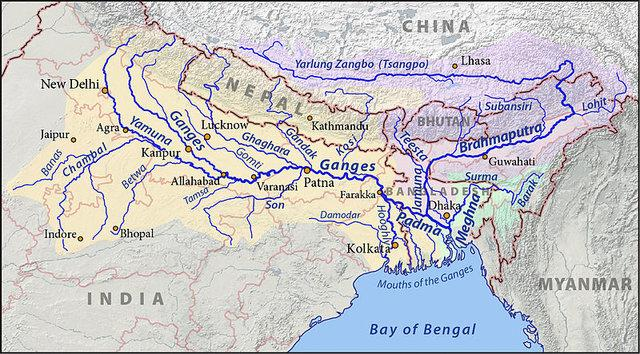 CHINA
Yarlung Zangbo (Tsangpo)
Lhasa
New Delhi
NEPAL
BHUTAN
Subansiri
Lohit
Jaipur
Agra
Yamuna
Ganges
Lucknow
Ghaghara
Gandak
Kathmandu
Kosi
Teesta
Brahmaputra
Guwahati
Banas
Chambal
Kanpur
Gomti
Ganges
Betwa
Allahabad
Varanasi
Patna
Farakka
BANGLADESH
Jamuna
Surma
Barak
Tamsa
Son
Dhaka
Meghna
Padma
Damodar
Hooghly
Indore
Bhopal
Kolkata
Mouths of the Ganges
INDIA
MYANMAR
Bay of Bengal